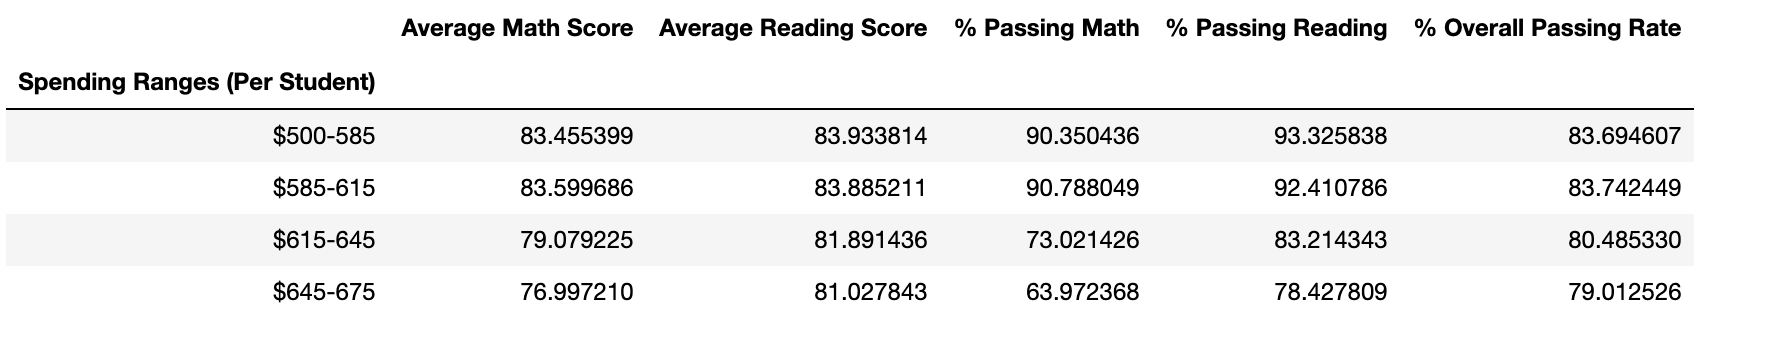 Average Math Score Average Reading Score % Passing Math % Passing Reading % Overall Passing Rate
Spending Ranges (Per Student)
$500-585 83.455399 83.933814 90.350436 93.325838 83.694607
$585-615 83.599686 83.885211 90.788049 92.410786 83.742449
$615-645 79.079225 81.891436 73.021426 83.214343 80.485330
$645-675 76.997210 81.027843 63.972368 78.427809 79.012526